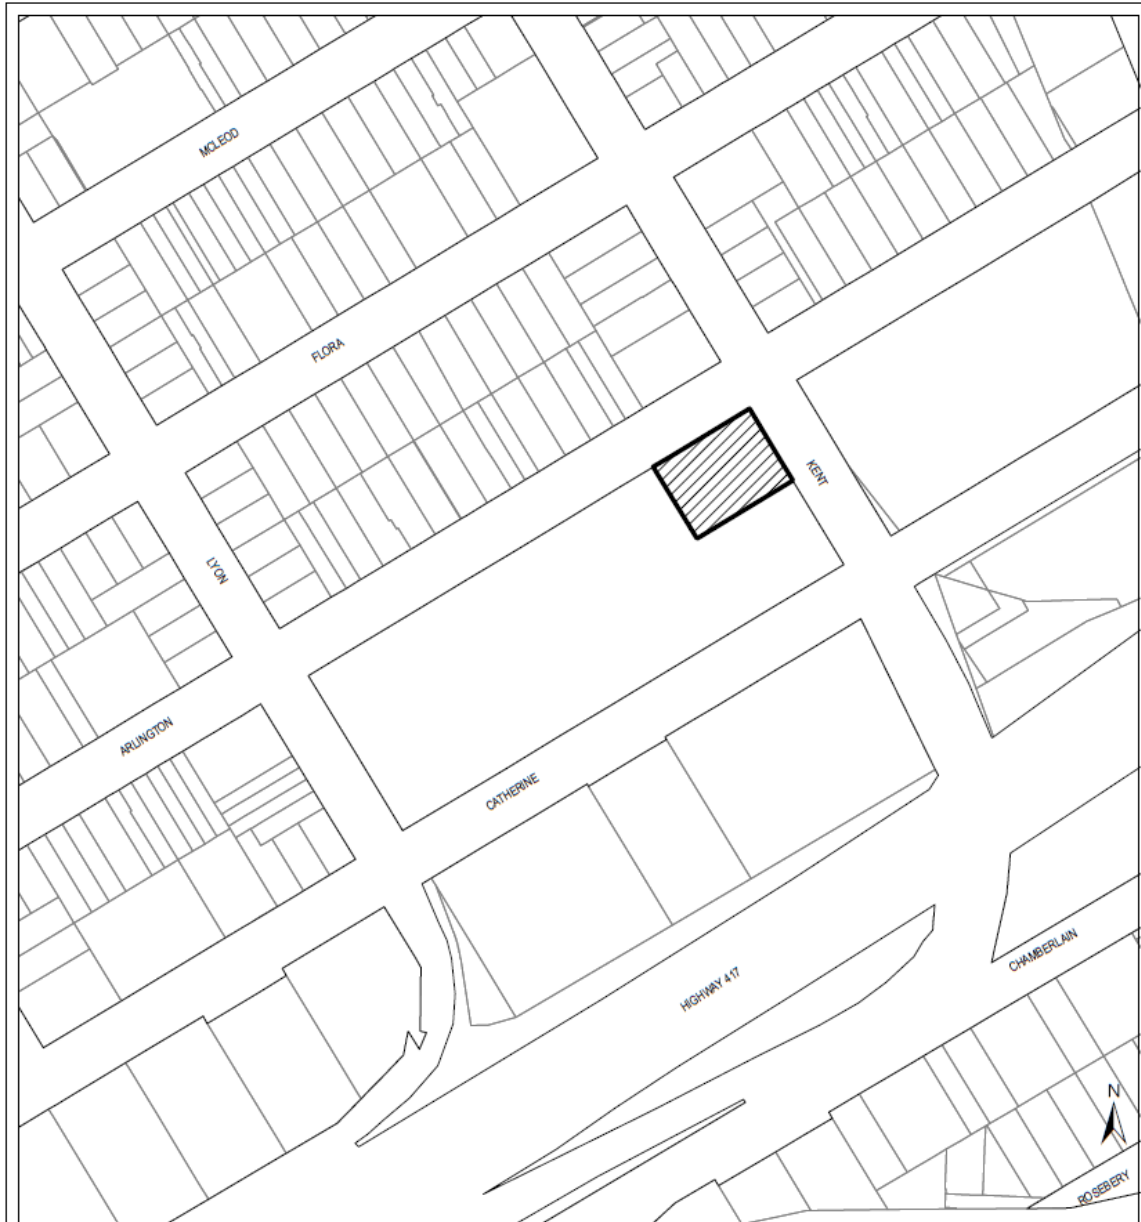 MCLEOD
FLORA
KENT
LYON
ARLINGTON
CATHERINE
CHAMBERLAIN
HIGHWAY 417
N
ROSEBERY